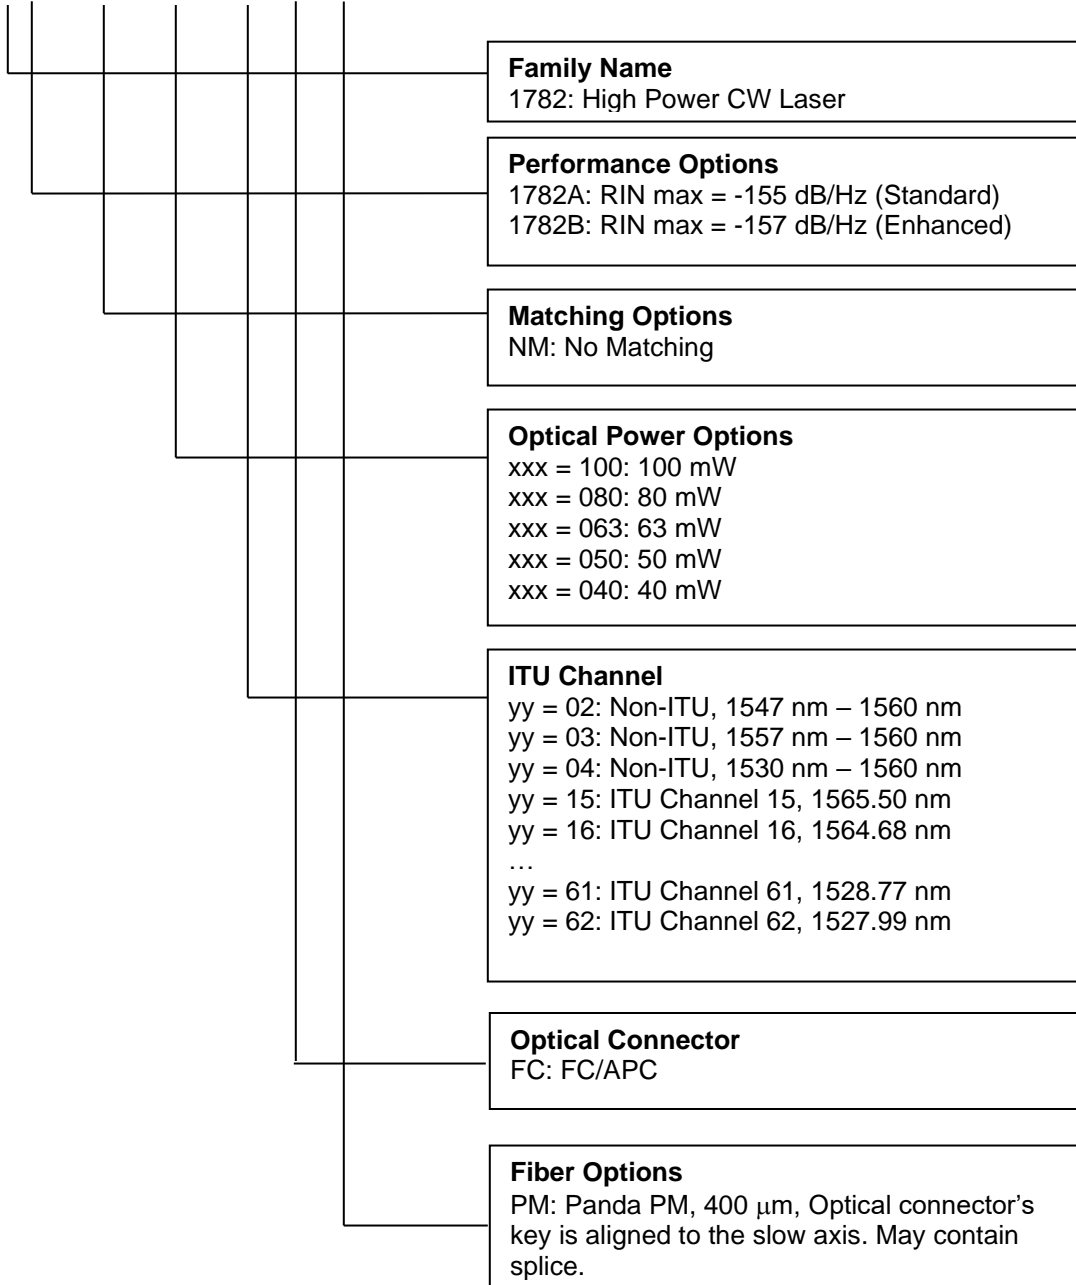 Family Name
1782: High Power CW Laser
Performance Options
1782A: RIN max = -155 dB/Hz (Standard)
1782B: RIN max = -157 dB/Hz (Enhanced)
Matching Options
NM: No Matching
Optical Power Options
xxx = 100: 100 mW
xxx = 080: 80 mW
xxx = 063: 63 mW
xxx = 050: 50 mW
xxx = 040: 40 mW
ITU Channel
yy = 02: Non-ITU, 1547 nm – 1560 nm
yy = 03: Non-ITU, 1557 nm – 1560 nm
yy = 04: Non-ITU, 1530 nm – 1560 nm
yy = 15: ITU Channel 15, 1565.50 nm
yy = 16: ITU Channel 16, 1564.68 nm
…
yy = 61: ITU Channel 61, 1528.77 nm
yy = 62: ITU Channel 62, 1527.99 nm
Optical Connector
FC: FC/APC
Fiber Options
PM: Panda PM, 400 μm, Optical connector’s
key is aligned to the slow axis. May contain
splice.